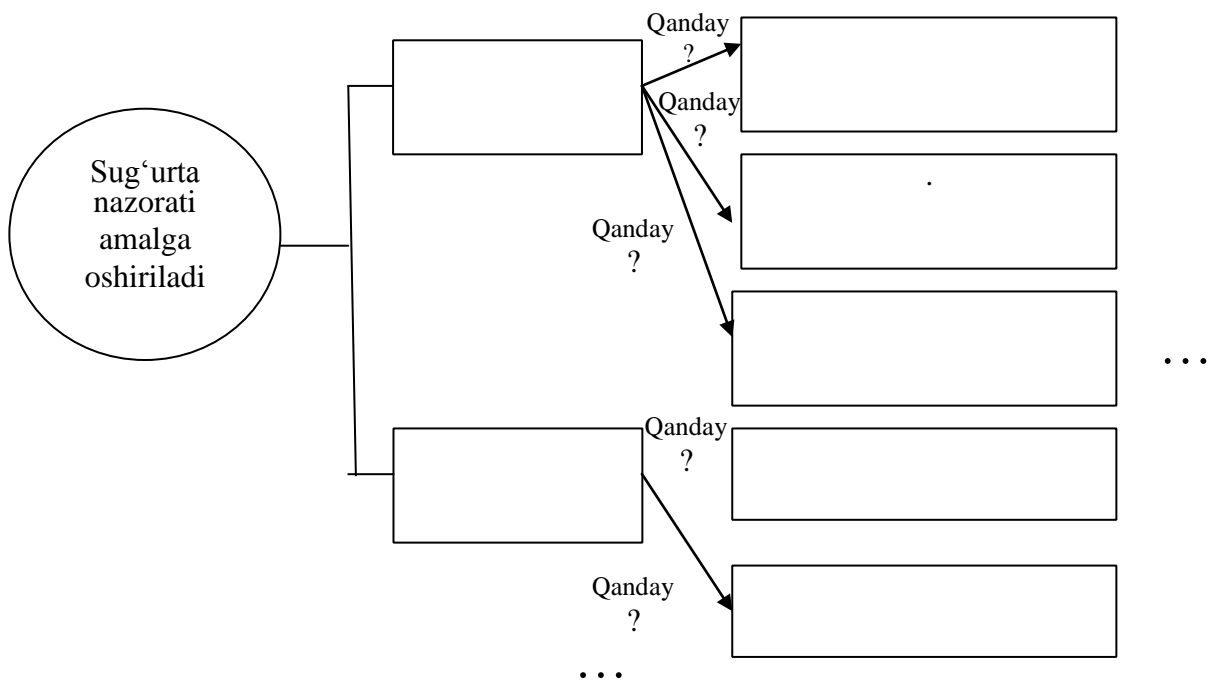 Qanday
?
Qanday
?
Sug‘urta
nazorati
amalga
oshiriladi
.
Qanday
?
...
Qanday
?
Qanday
?
...